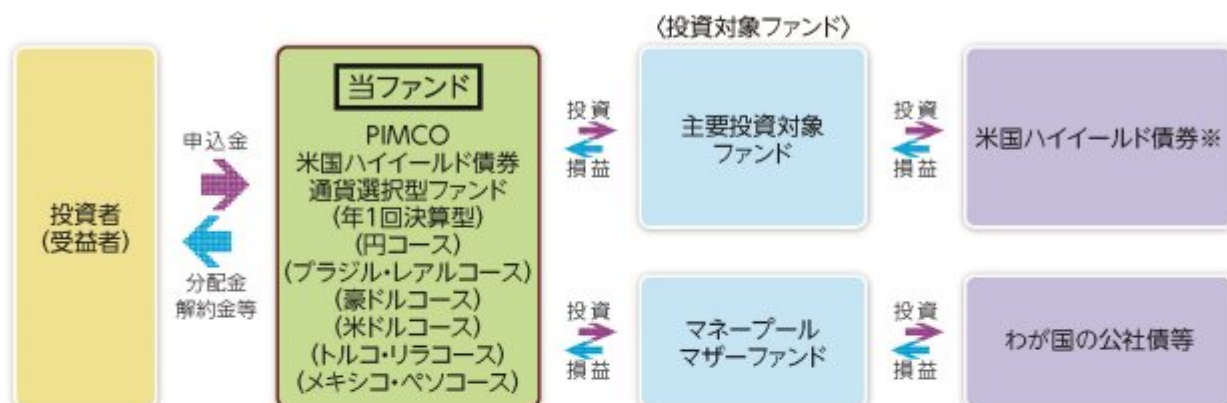 〈投資対象ファンド〉
投資者
(受益者)
申込金
分配金
解約金等
当ファンド
PIMCO
米国ハイイールド債券
通貨選択型ファンド
(年1回決算型)
(円コース)
(ブラジル・レアルコース)
(豪ドルコース)
(米ドルコース)
(トルコ・リラコース)
(メキシコ・ペソコース)
投資
損益
主要投資対象
ファンド
投資
損益
米国ハイイールド債券※
投資
損益
マネープール
マザーファンド
投資
損益
わが国の公社債等